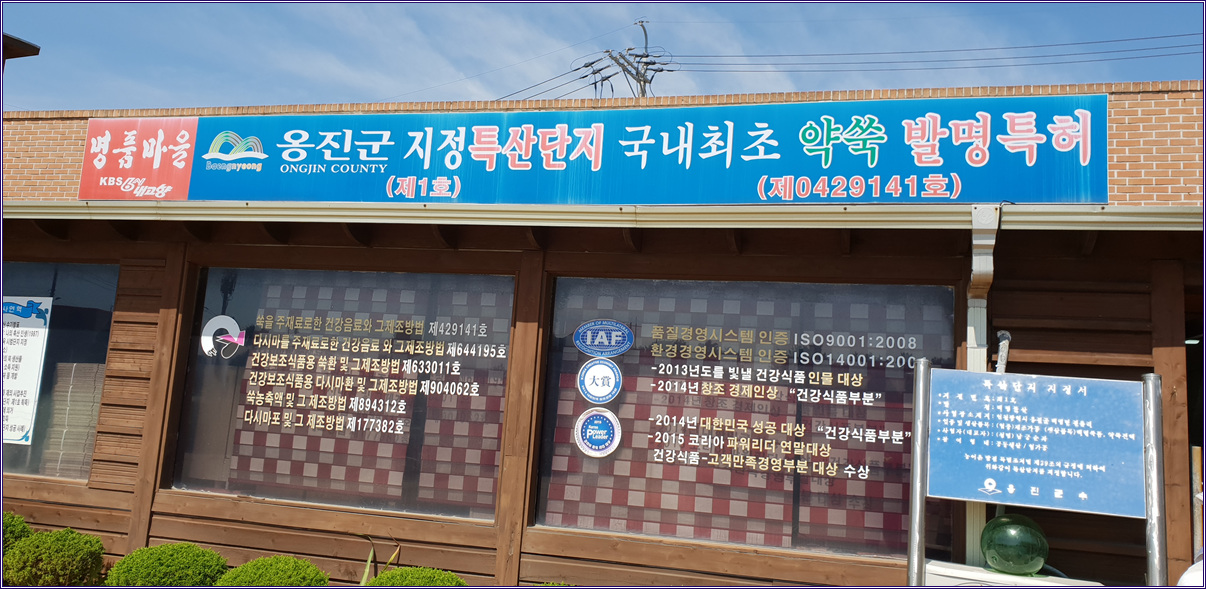 명품마을
KBS 6시내고향
Baengnyeong
옹진군 지정특산단지 국내최초 약쑥 발명특허
ONGJIN COUNTY
(제1호)
(제0429141호)
쑥을 주재료로한 건강음료와 그제조방법 제429141호
다시마를 주재료로한 건강음료 와 그제조방법 제644195호
건강보조식품용 쑥환 및 그제조방법 제633011호
건강보조식품용 다시마환 및 그제조방법 제904062호
쑥농축액 및 그 제조방법 제894312호
다시마포 및 그 제조방법 제177382호
IAF
大賞
Power Leader
품질경영시스템 인증 ISO9001:2008
환경경영시스템 인증 ISO14001:200
-2013년도를 빛낼 건강식품인물 대상
-2014년창조 경제인상 “건강식품부분”
-2014년 대한민국 성공 대상 “건강식품부분”
-2015 코리아 파워리더 연말대상
건강식품-고객만족경영부분 대상 수상
특산단지 지정서
옹진군수